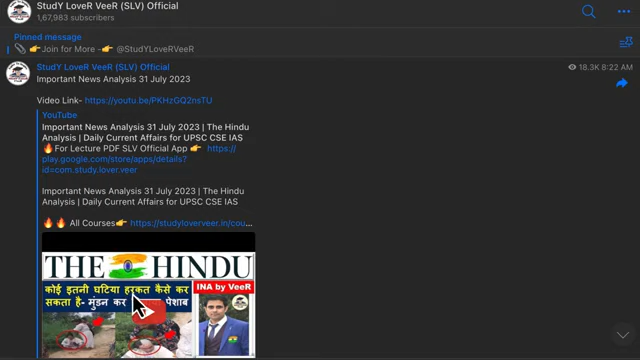 StudY LoveR VeeR (SLV) Official
1,67,983 subscribers
Pinned message
👉Join for More -👉 @StudYLoveRVeeR
StudY LoveR VeeR (SLV) Official
18.3K 8:22 AM
Important News Analysis 31 July 2023
Video Link- https://youtu.be/PKHzGQ2nsTU
YouTube
Important News Analysis 31 July 2023 | The Hindu
Analysis | Daily Current Affairs for UPSC CSE IAS
🔥For Lecture PDF SLV Official App 👉 https://
play.google.com/store/apps/details?
id=com.study.lover.veer
Important News Analysis 31 July 2023 | The Hindu
Analysis | Daily Current Affairs for UPSC CSE IAS
🔥🔥 All Courses👉 https://studyloverveer.in/cou...
THE HINDU
कोई इतनी घटिया हरकत कैसे कर
सकता है- मुंडन कर पेशाब
INA by VeeR